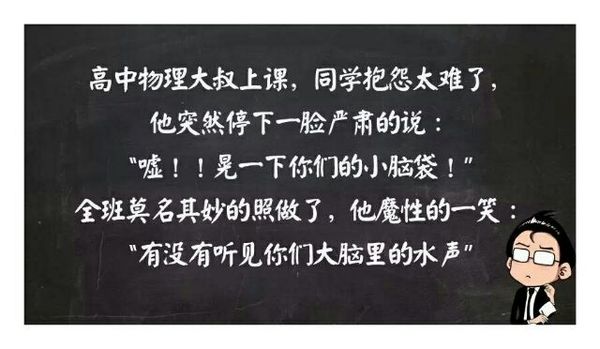 高中物理大叔上课，同学抱怨太难了，
他突然停下一脸严肃的说：
“嘘！！晃一下你们的小脑袋！”
全班莫名其妙的照做了，他魔性的一笑：
“有没有听见你们大脑里的水声”